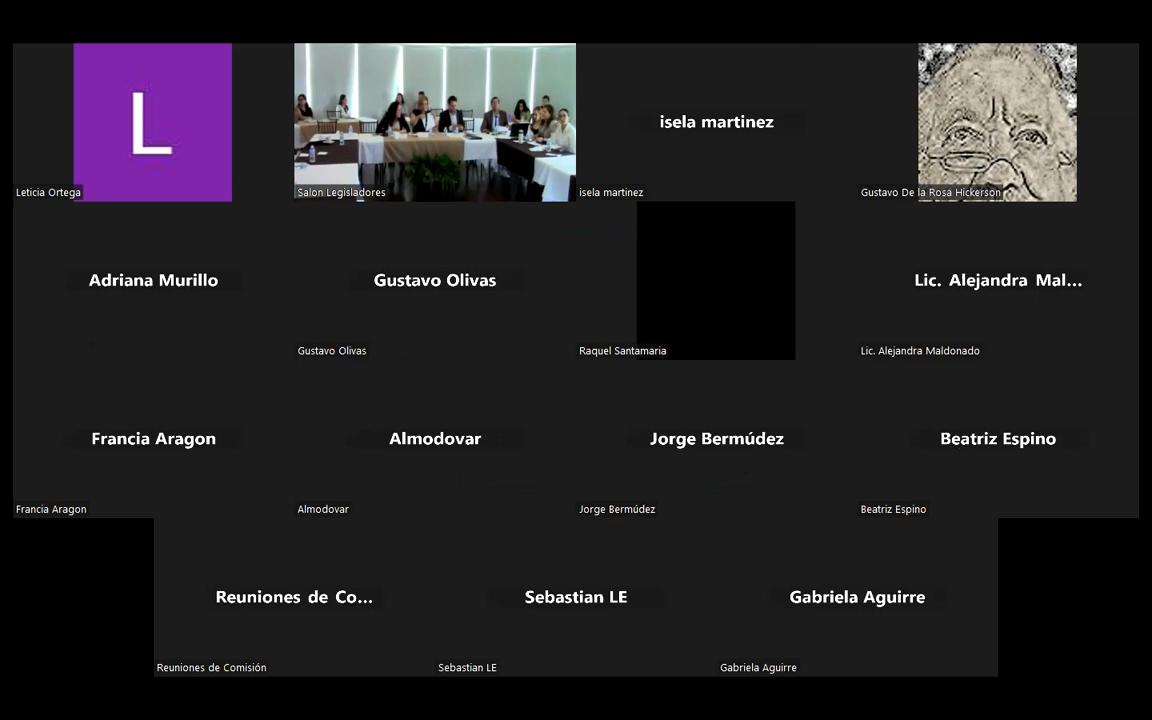 L
Leticia Ortega
Salon Legisladores
isela martinez
isela martinez
Gustavo De la Rosa Hickerson
Adriana Murillo
Gustavo Olivas
Gustavo Olivas
Raquel Santamaria
Lic. Alejandra Mal...
Lic. Alejandra Maldonado
Francia Aragon
Francia Aragon
Almodovar
Almodovar
Jorge Bermúdez
Jorge Bermúdez
Beatriz Espino
Beatriz Espino
Reuniones de Co...
Reuniones de Comisión
Sebastian LE
Sebastian LE
Gabriela Aguirre
Gabriela Aguirre